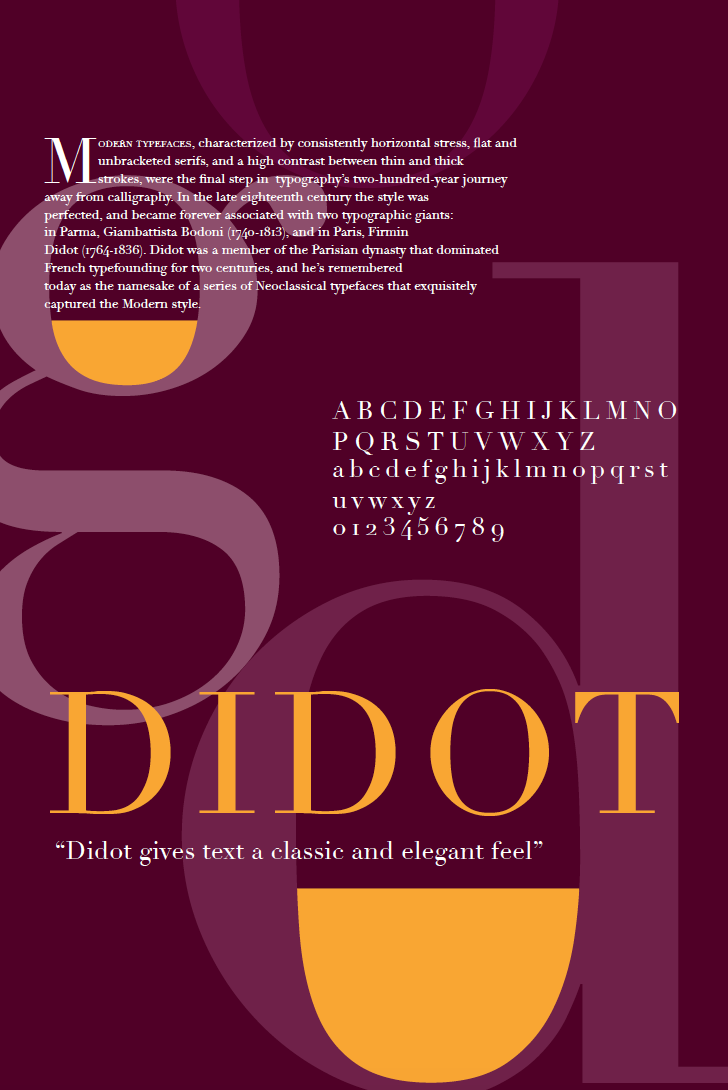 MODERN TYPEFACES, characterized by consistently horizontal stress, flat and
unbracketed serifs, and a high contrast between thin and thick
strokes, were the final step in typography's two-hundred-year journey
away from calligraphy. In the late eighteenth century the style was
perfected, and became forever associated with two typographic giants:
in Parma, Giambattista Bodoni (1740-1813), and in Paris, Firmin
Didot (1764-1836). Didot was a member of the Parisian dynasty that dominated
French typefounding for two centuries, and he's remembered
today as the namesake of a series of Neoclassical typefaces that exquisitely
captured the Modern style.
g
A B C D E F G H I J K L M N O
P Q R S T U V W X Y Z
a b c d e f g h i j k l m n o p q r s t
u v w x y z
0 1 2 3 4 5 6 7 8 9
d
DIDOT
“Didot gives text a classic and elegant feel”